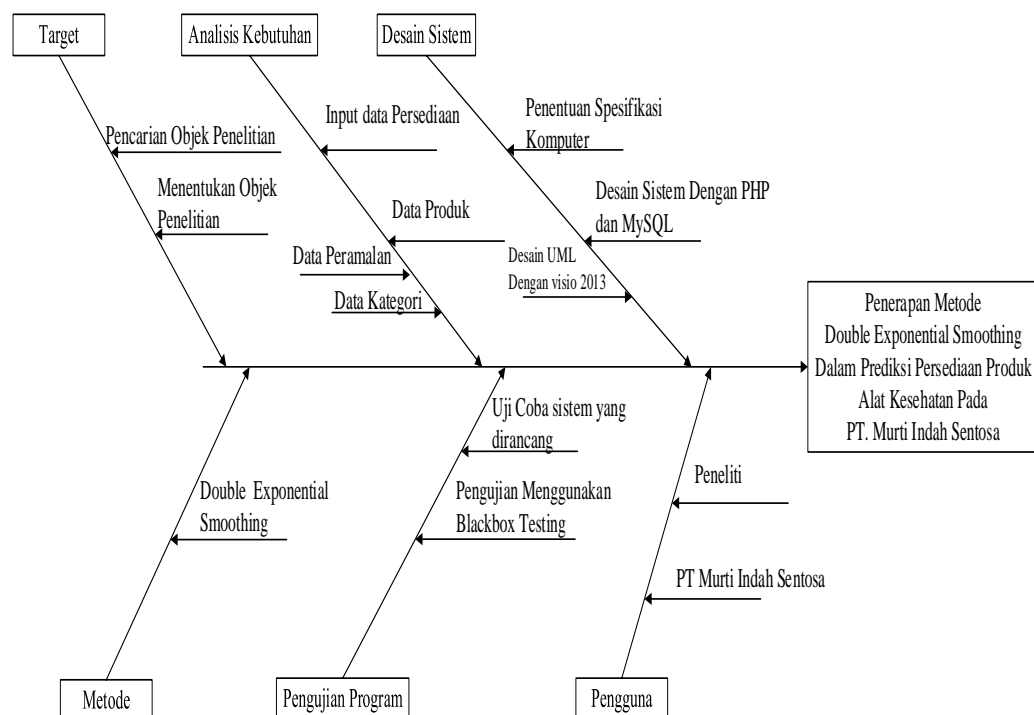 Target
Analisis Kebutuhan
Desain Sistem
Pencarian Objek Penelitian
Menentukan Objek
Penelitian
Input data Persediaan
Data Produk
Data Peramalan
Data Kategori
Penentuan Spesifikasi
Komputer
Desain Sistem Dengan PHP
dan MySQL
Desain UML
Dengan visio 2013
Penerapan Metode
Double Exponential Smoothing
Dalam Prediksi Persediaan Produk
Alat Kesehatan Pada
PT. Murti Indah Sentosa
Double Exponential
Smoothing
Uji Coba sistem yang
dirancang
Pengujian Menggunakan
Blackbox Testing
Peneliti
PT Murti Indah Sentosa
Metode
Pengujian Program
Pengguna